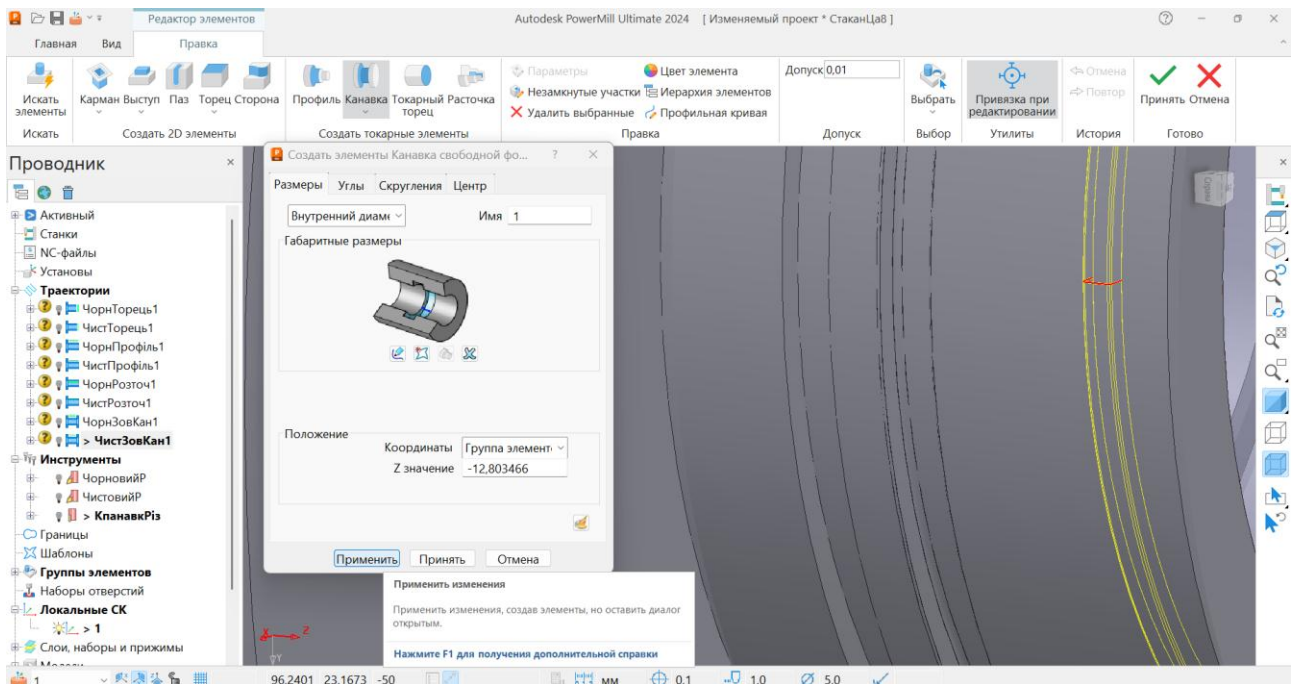 Редактор элементов
Autodesk PowerMill Ultimate 2024 [ Изменяемый проект * СтаканЦа8 ]
Главная Вид Правка
Параметры Цвет элемента Допуск 0,01 Отмена
Незамкнутые участки Иерархия элементов Повтор
Искать элементы Карман Выступ Паз Торец Сторона Профиль Канавка Токарный торец Расточка Удалить выбранные Профильная кривая Выбрать Привязка при редактировании Принять Отмена
Искать Создать 2D элементы Создать токарные элементы Правка Допуск Выбор Утилиты История Готово
Проводник
Активный
Станки
NC-файлы
Установы
Траектории
ЧорнТорець1
ЧистТорець1
ЧорнПрофіль1
ЧистПрофіль1
ЧорнРозточ1
ЧистРозточ1
ЧорнЗовКан1
> ЧистЗовКан1
Инструменты
ЧорновийР
ЧистовийР
> КпанавкРіз
Границы
Шаблоны
Группы элементов
Наборы отверстий
Локальные СК
> 1
Слои, наборы и прижимы
Создать элементы Канавка свободной фо... ? ×
Размеры Углы Скругления Центр
Внутренний диам Имя 1
Габаритные размеры
Положение
Координаты Группа элемент
Z значение -12,803466
Применить Принять Отмена
Применить изменения
Применить изменения, создав элементы, но оставить диалог
открытым.
Нажмите F1 для получения дополнительной справки
Справа
X Z
Y
1 96.2401 23.1673 -50 мм 0.1 1.0 5.0